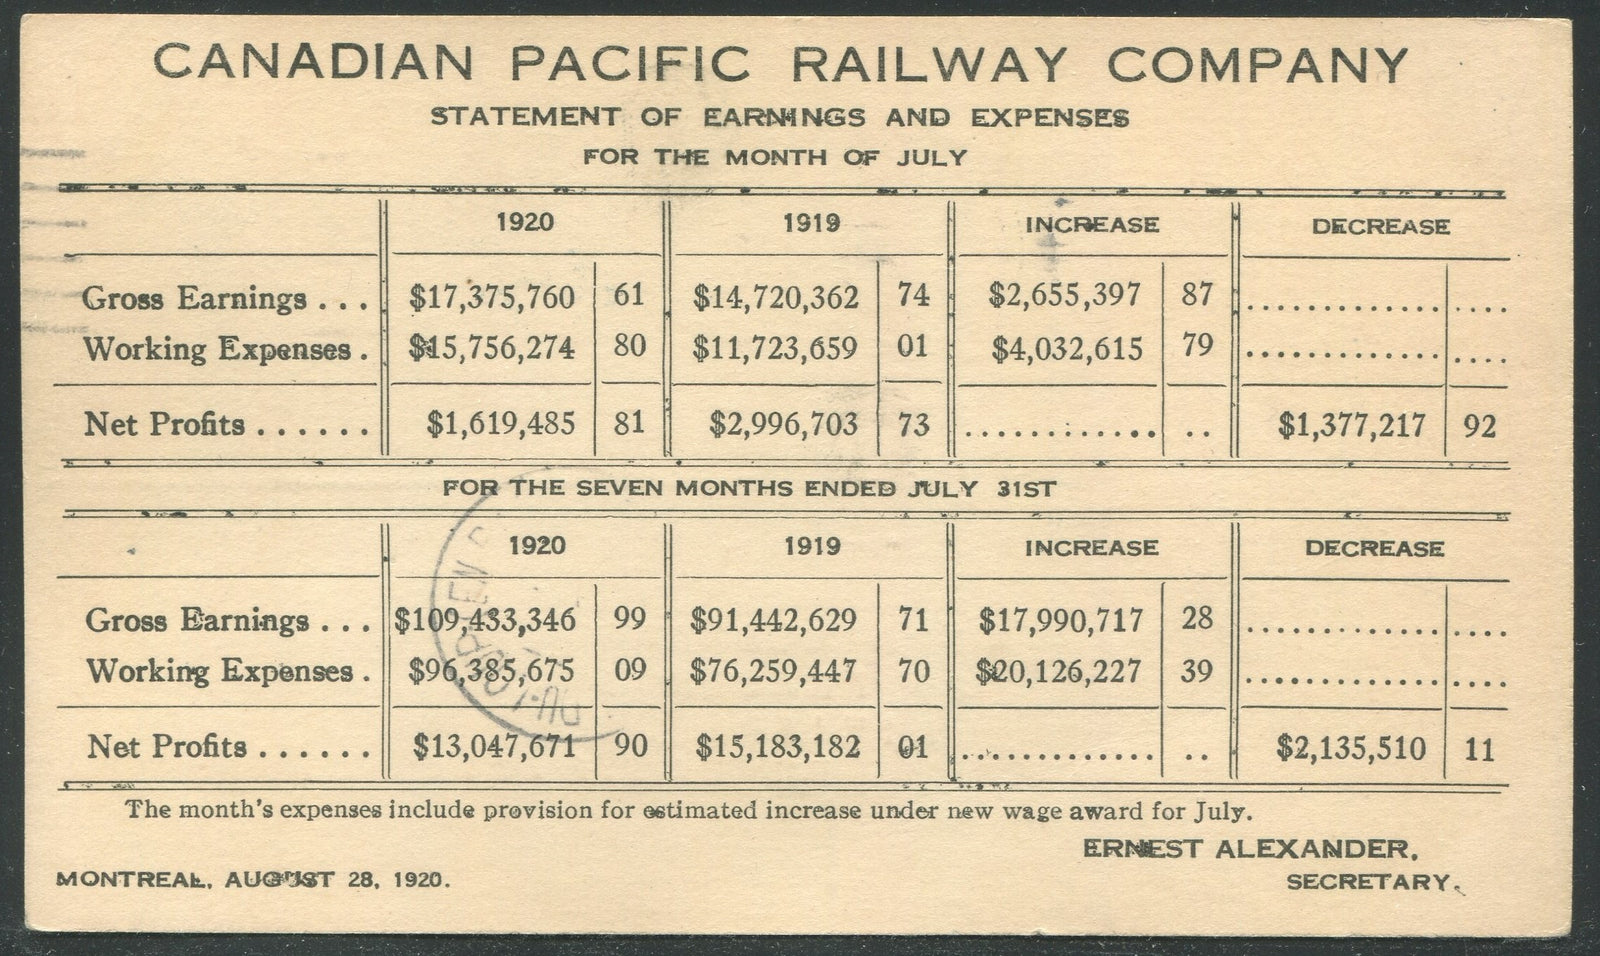 CANADIAN PACIFIC RAILWAY COMPANY
STATEMENT OF EARNINGS AND EXPENSES
FOR THE MONTH OF JULY
1920 1919 INCREASE DECREASE
Gross Earnings ... $17,375,760 61 $14,720,362 74 $2,655,397 87 ............. ....
Working Expenses . $15,756,274 80 $11,723,659 01 $4,032,615 79 ............. ....
Net Profits ...... $1,619,485 81 $2,996,703 73 ............. .. $1,377,217 92
FOR THE SEVEN MONTHS ENDED JULY 31ST
1920 1919 INCREASE DECREASE
Gross Earnings ... $109,433,346 99 $91,442,629 71 $17,990,717 28 ............. ....
Working Expenses . $96,385,675 09 $76,259,447 70 $20,126,227 39 ............. ....
Net Profits ...... $13,047,671 90 $15,183,182 01 ............. .. $2,135,510 11
The month's expenses include provision for estimated increase under new wage award for July.
ERNEST ALEXANDER,
MONTREAL, AUGUST 28, 1920.
SECRETARY.